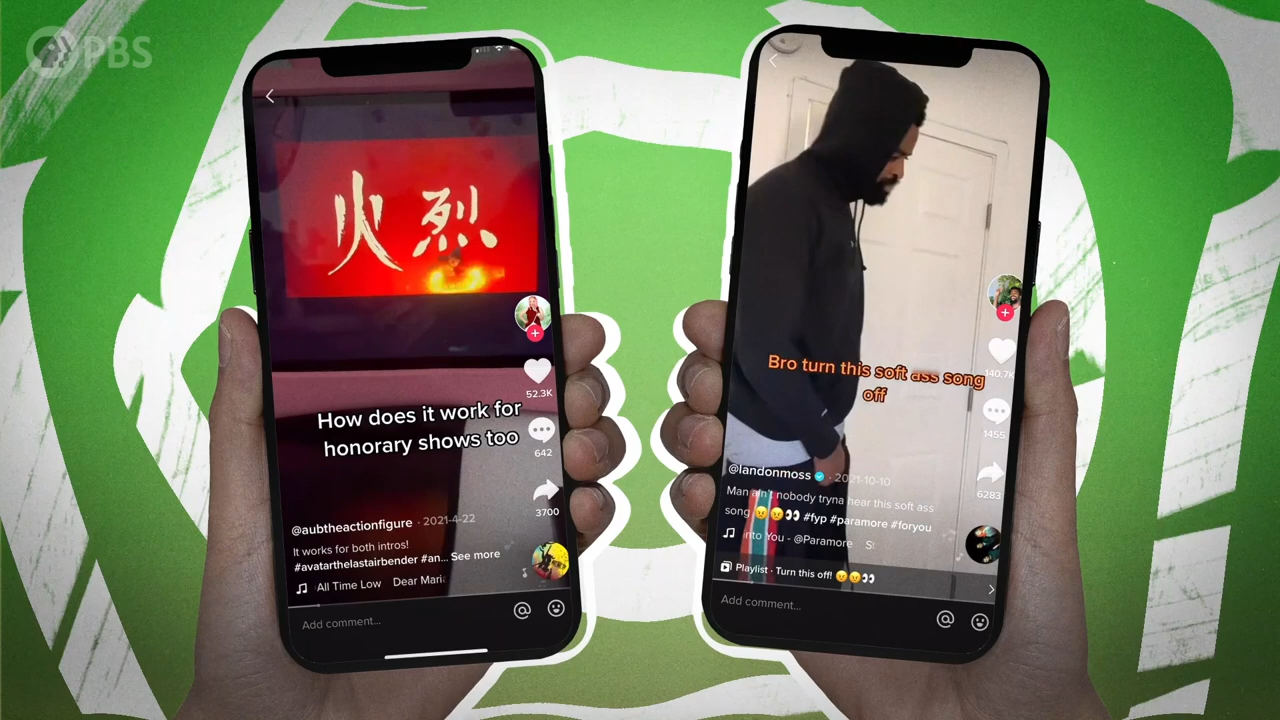 PBS
火烈
How does it work for
honorary shows too
52.3K
642
3700
@aubtheactionfigure · 2021-4-22
It works for both intros!
#avatarthelastairbender #an... See more
All Time Low Dear Mari
Add comment...
Bro turn this soft ass song
off
140.7K
1455
6283
@landonmoss · 2021-10-10
Man ain't nobody tryna hear this soft ass
song 😡😡👀 #fyp #paramore #foryou
into You - @Paramore
Playlist · Turn this off! 😡😡👀
Add comment...